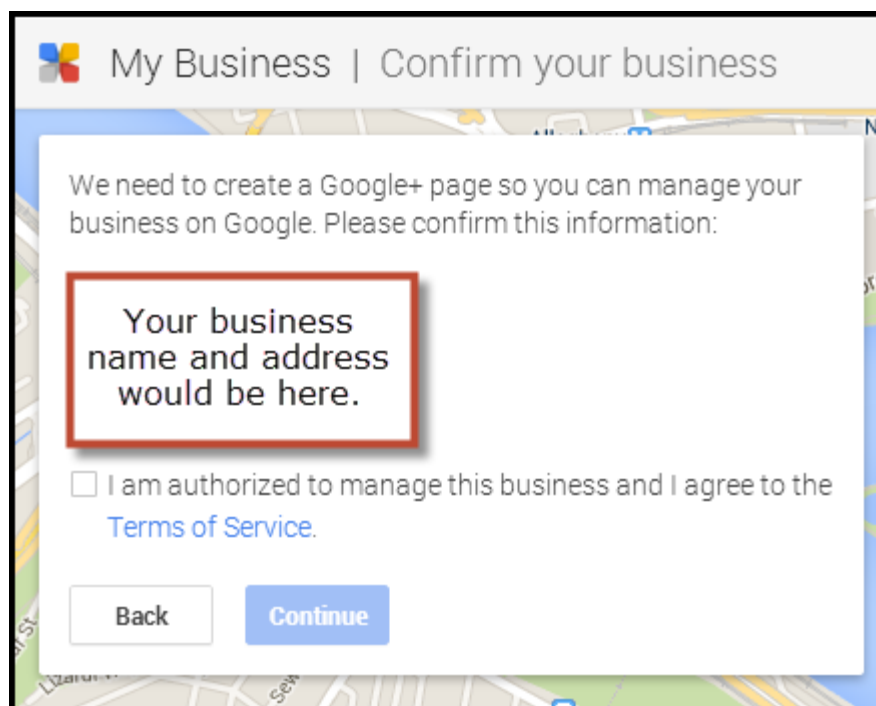 My Business | Confirm your business
We need to create a Google+ page so you can manage your
business on Google. Please confirm this information:
Your business
name and address
would be here.
I am authorized to manage this business and I agree to the
Terms of Service.
Back
Continue